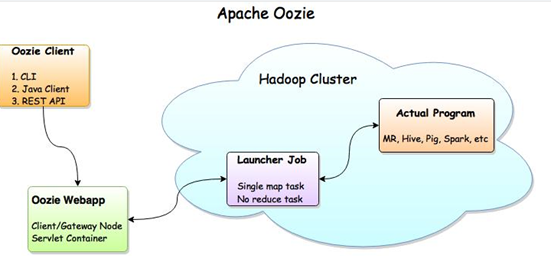 Apache Oozie
Oozie Client
1. CLI
2. Java Client
3. REST API
Hadoop Cluster
Actual Program
MR, Hive, Pig, Spark, etc
Launcher Job
Single map task
No reduce task
Oozie Webapp
Client/Gateway Node
Servlet Container